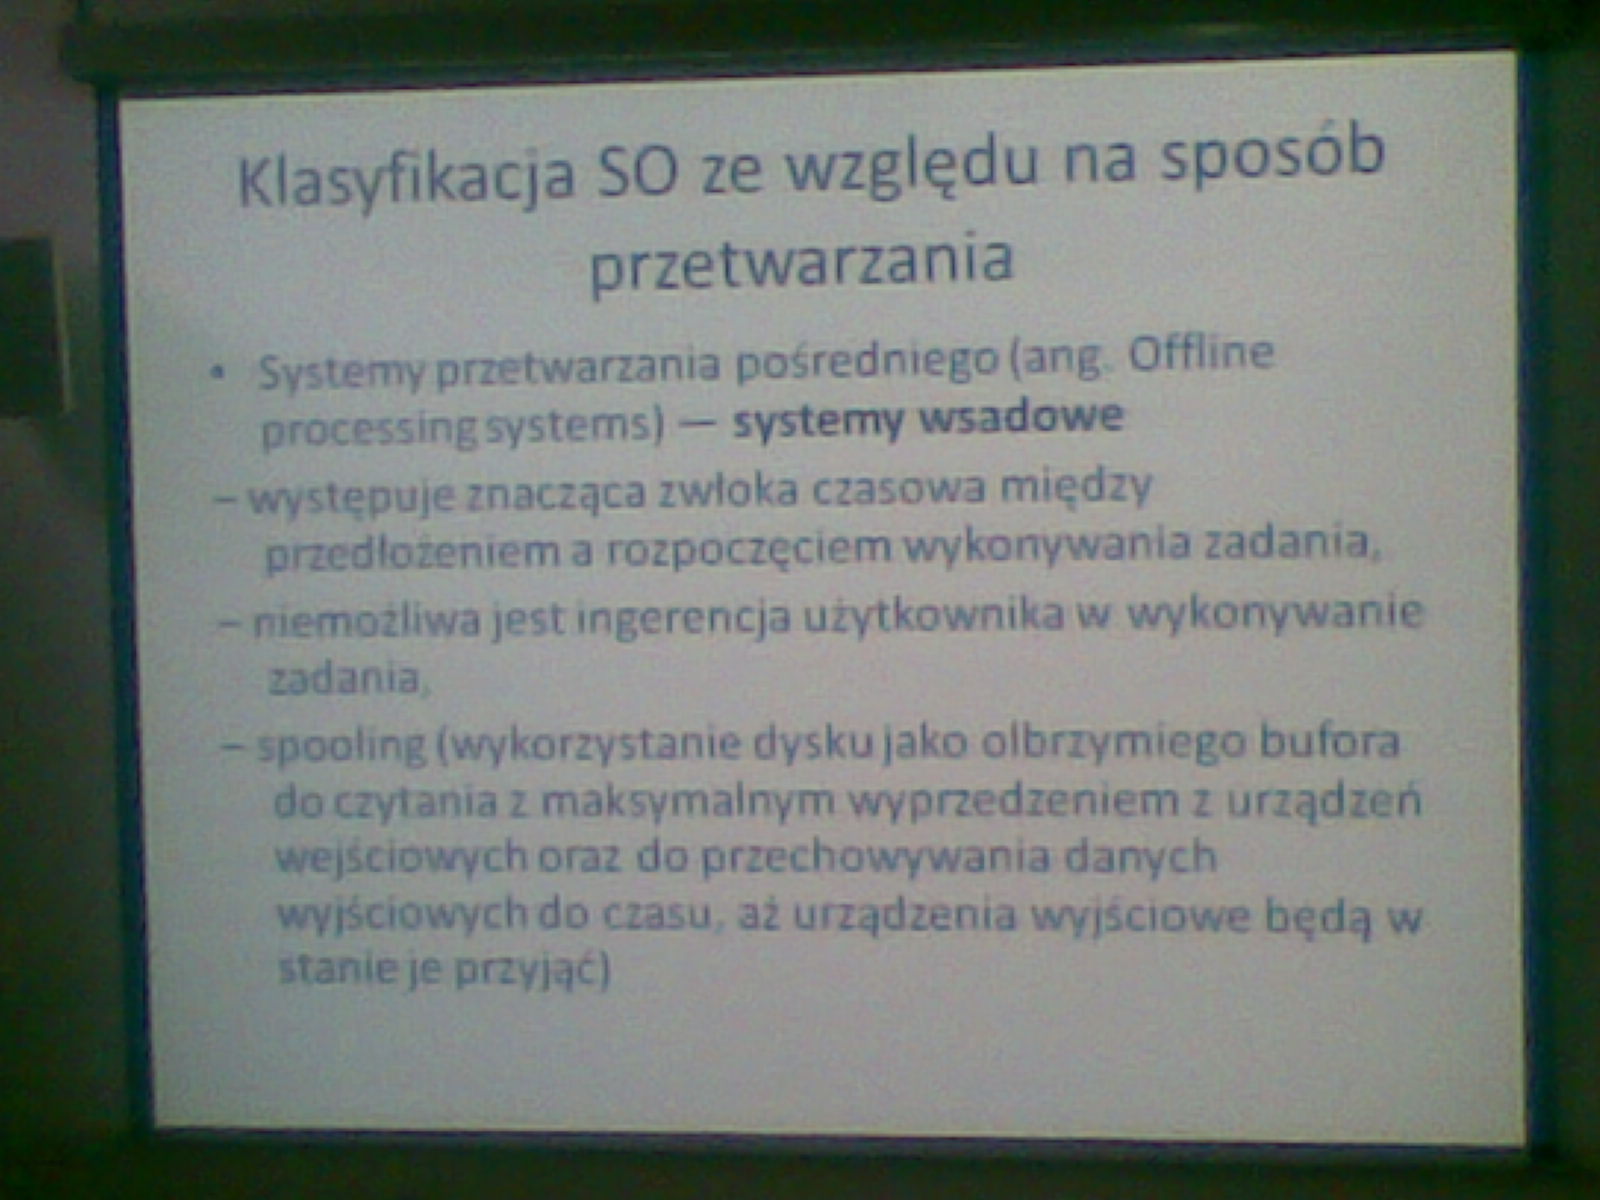 Klasyfikacja SO ze względu na sposób
przetwarzania
• Systemy przetwarzania pośredniego (ang. Offline
processing systems) — systemy wsadowe
– występuje znacząca zwłoka czasowa między
przedłożeniem a rozpoczęciem wykonywania zadania,
– niemożliwa jest ingerencja użytkownika w wykonywanie
zadania,
– spooling (wykorzystanie dysku jako olbrzymiego bufora
do czytania z maksymalnym wyprzedzeniem z urządzeń
wejściowych oraz do przechowywania danych
wyjściowych do czasu, aż urządzenia wyjściowe będą w
stanie je przyjąć)